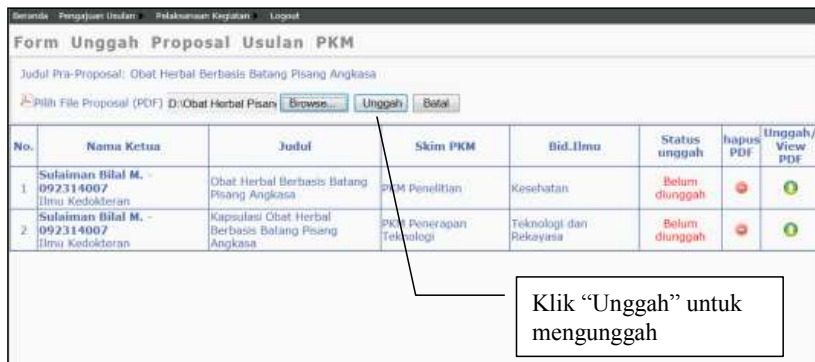 Beranda Pengajuan Usulan Pelaksanaan Kegiatan Logout
Form Unggah Proposal Usulan PKM
Judul Pra-Proposal: Obat Herbal Berbasis Batang Pisang Angkasa
Pilih File Proposal (PDF) D:\Obat Herbal Pisan Browse... Unggah Batal
No. Nama Ketua Judul Skim PKM Bid.Ilmu Status unggah hapus PDF Unggah/ View PDF
1 Sulaiman Bilal M. - 092314007 Ilmu Kedokteran Obat Herbal Berbasis Batang Pisang Angkasa PKM Penelitian Kesehatan Belum diunggah
2 Sulaiman Bilal M. - 092314007 Ilmu Kedokteran Kapsulasi Obat Herbal Berbasis Batang Pisang Angkasa PKM Penerapan Teknologi Teknologi dan Rekayasa Belum diunggah
Klik “Unggah” untuk
mengunggah